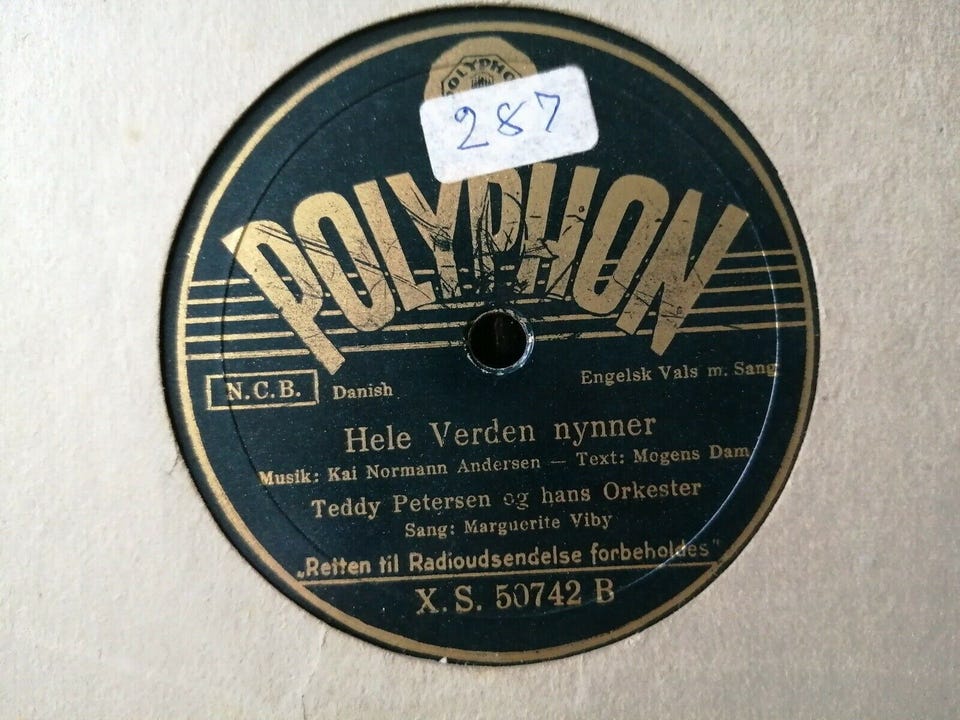 POLYPHO
287
POLYPHON
N.C.B. Danish
Engelsk Vals m. Sang
Hele Verden nynner
Musik: Kai Normann Andersen — Text: Mogens Dam
Teddy Petersen og hans Orkester
Sang: Marguerite Viby
„Retten til Radioudsendelse forbeholdes"
X.S. 50742 B